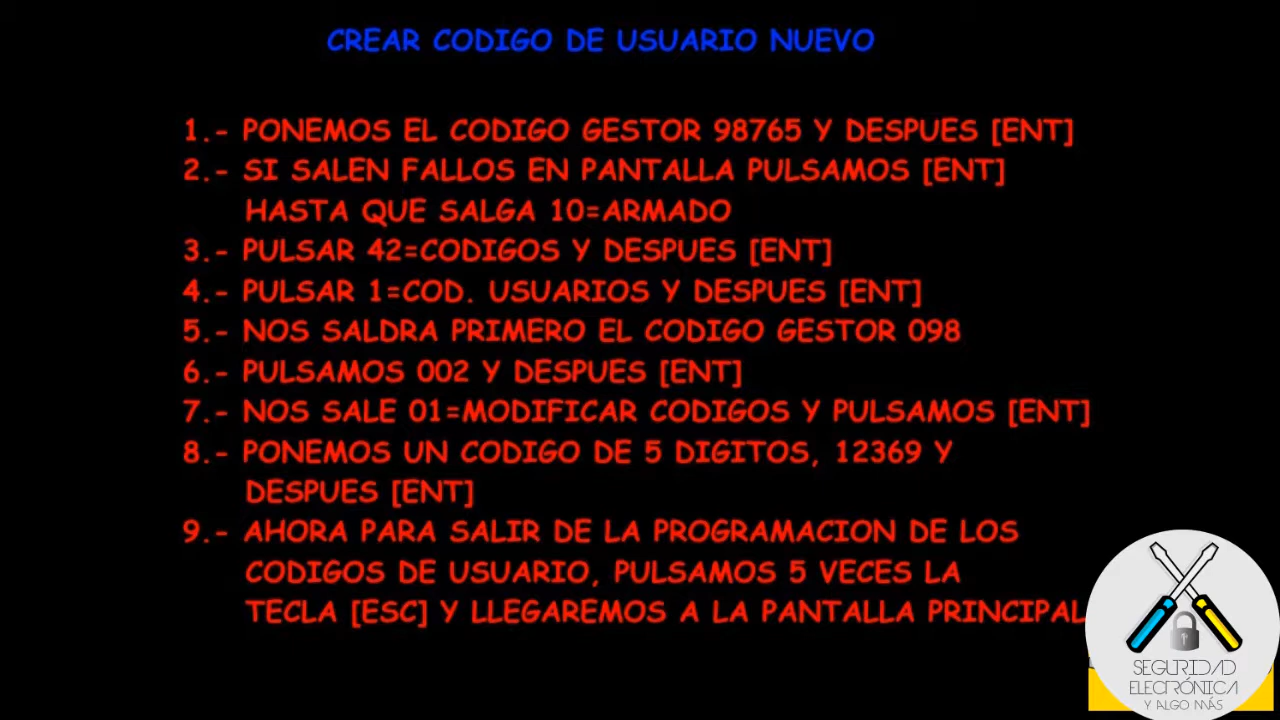 CREAR CODIGO DE USUARIO NUEVO
1.- PONEMOS EL CODIGO GESTOR 98765 Y DESPUES [ENT]
2.- SI SALEN FALLOS EN PANTALLA PULSAMOS [ENT]
HASTA QUE SALGA 10=ARMADO
3.- PULSAR 42=CODIGOS Y DESPUES [ENT]
4.- PULSAR 1=COD. USUARIOS Y DESPUES [ENT]
5.- NOS SALDRA PRIMERO EL CODIGO GESTOR 098
6.- PULSAMOS 002 Y DESPUES [ENT]
7.- NOS SALE 01=MODIFICAR CODIGOS Y PULSAMOS [ENT]
8.- PONEMOS UN CODIGO DE 5 DIGITOS, 12369 Y
DESPUES [ENT]
9.- AHORA PARA SALIR DE LA PROGRAMACION DE LOS
CODIGOS DE USUARIO, PULSAMOS 5 VECES LA
TECLA [ESC] Y LLEGAREMOS A LA PANTALLA PRINCIPAL
SEGURIDAD
ELECTRÓNICA
Y ALGO MÁS